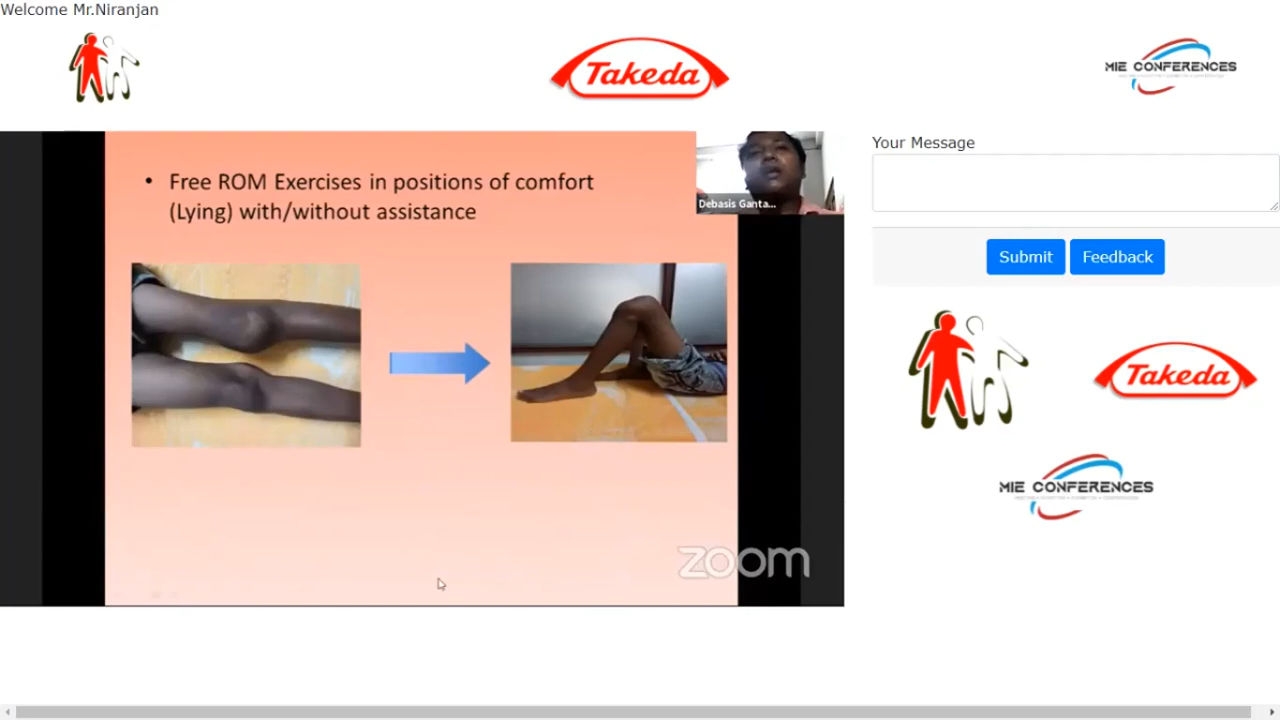 Welcome Mr.Niranjan
Takeda
MIE CONFERENCES
• Free ROM Exercises in positions of comfort
(Lying) with/without assistance
Debasis Ganta...
zoom
Your Message
Submit
Feedback
Takeda
MIE CONFERENCES